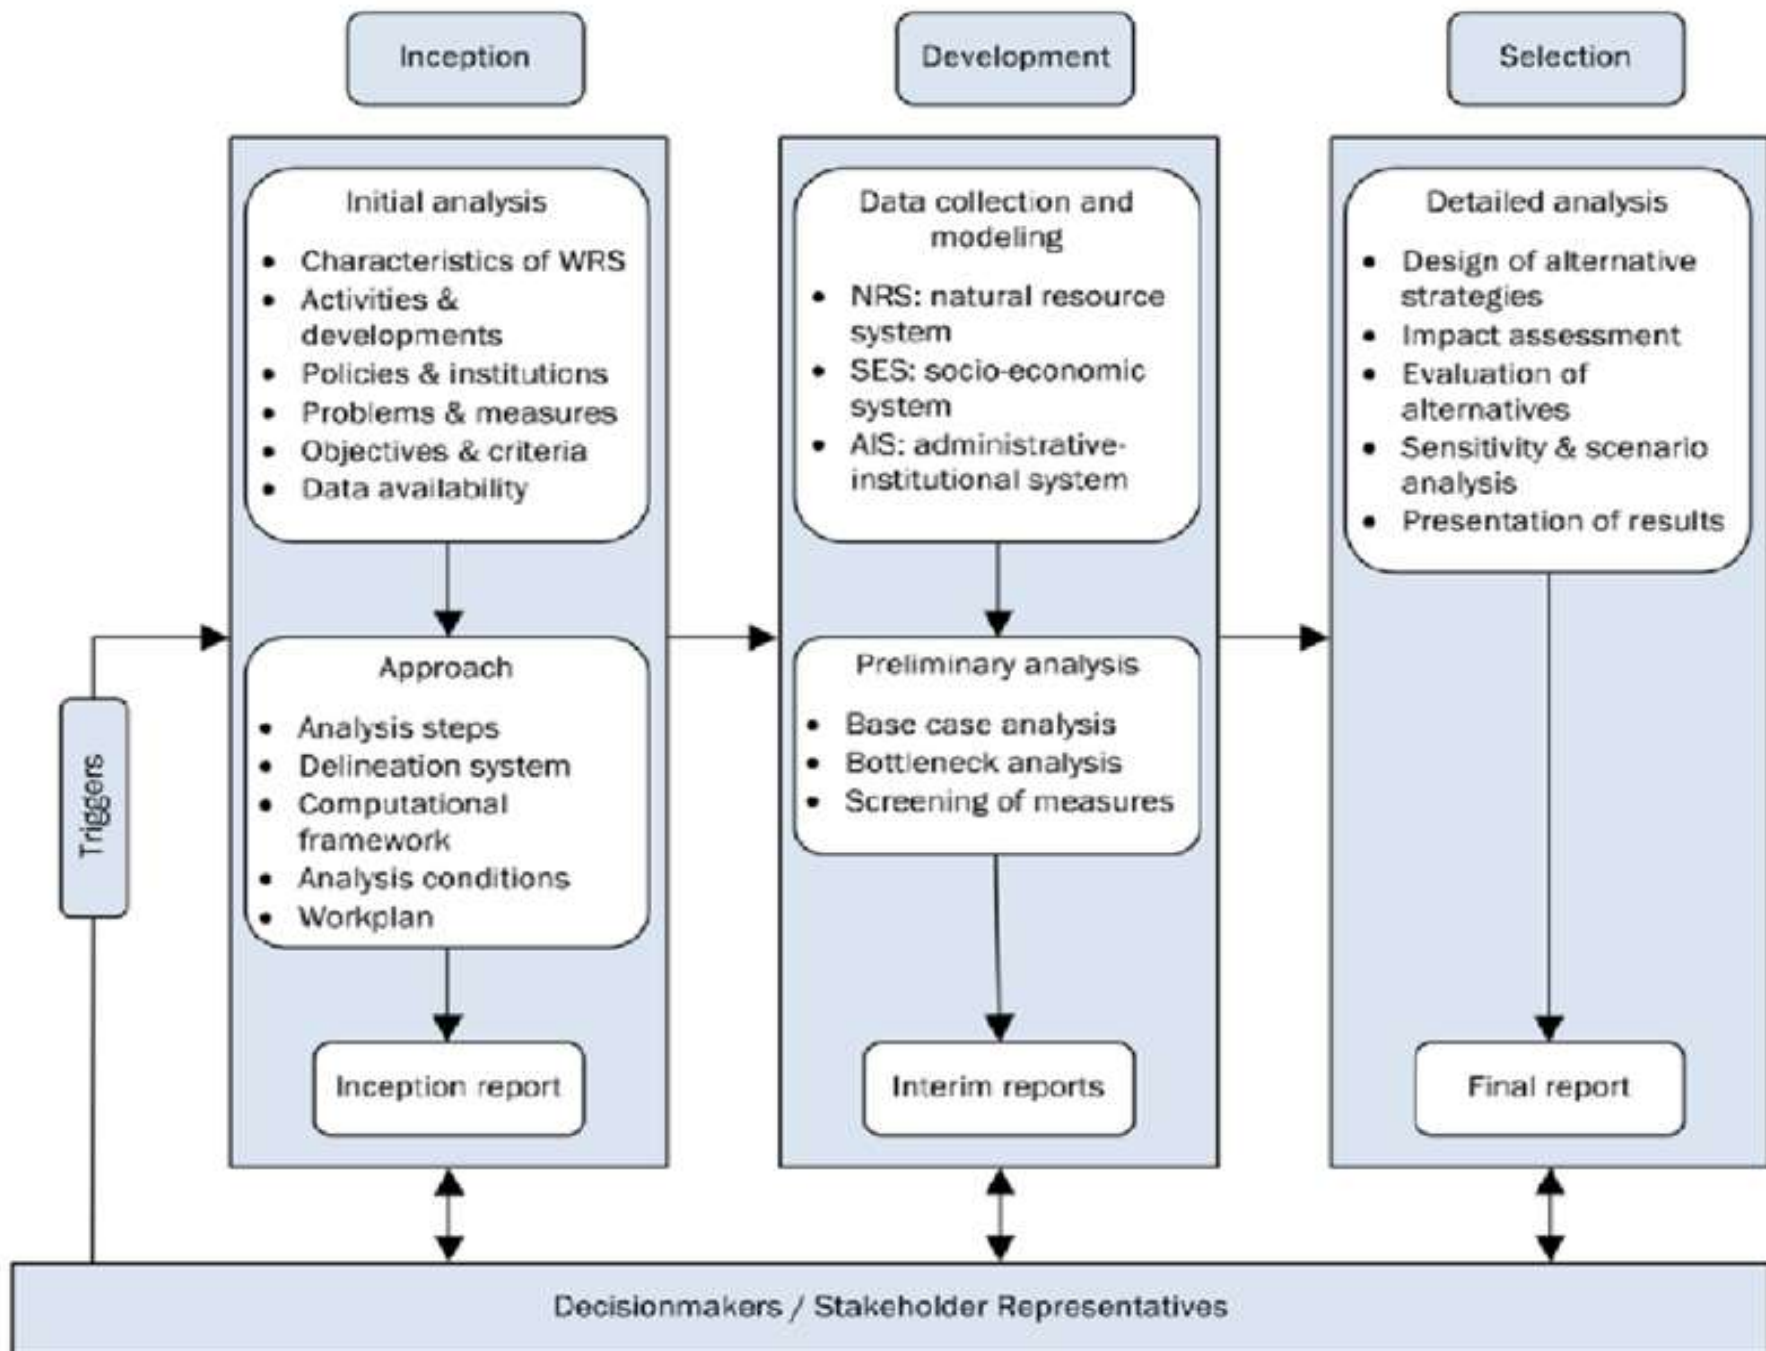 Inception
Development
Selection
Initial analysis
• Characteristics of WRS
• Activities &
developments
• Policies & institutions
• Problems & measures
• Objectives & criteria
• Data availability
Approach
• Analysis steps
• Delineation system
• Computational
framework
• Analysis conditions
• Workplan
Inception report
Data collection and
modeling
• NRS: natural resource
system
• SES: socio-economic
system
• AIS: administrative-
institutional system
Preliminary analysis
• Base case analysis
• Bottleneck analysis
• Screening of measures
Interim reports
Detailed analysis
• Design of alternative
strategies
• Impact assessment
• Evaluation of
alternatives
• Sensitivity & scenario
analysis
• Presentation of results
Final report
Triggers
Decisionmakers / Stakeholder Representatives